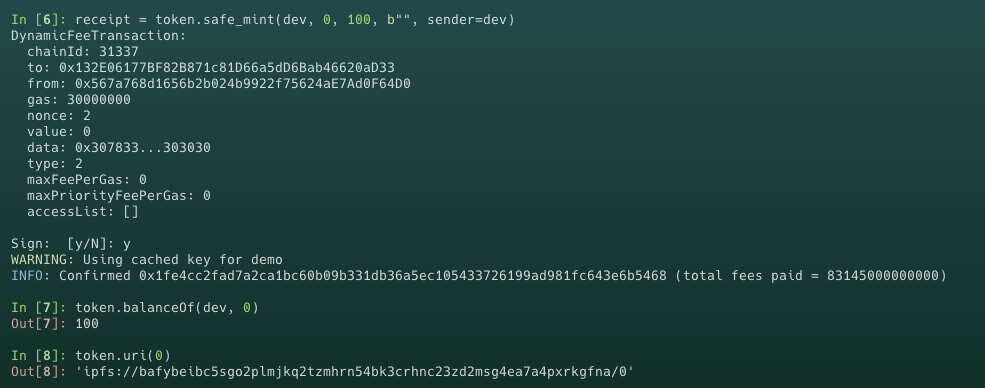 In [6]: receipt = token.safe_mint(dev, 0, 100, b"", sender=dev)
DynamicFeeTransaction:
  chainId: 31337
  to: 0x132E06177BF82B871c81D66a5dD6Bab46620aD33
  from: 0x567a768d1656b2b024b9922f75624aE7Ad0F64D0
  gas: 30000000
  nonce: 2
  value: 0
  data: 0x307833...303030
  type: 2
  maxFeePerGas: 0
  maxPriorityFeePerGas: 0
  accessList: []
Sign:  [y/N]: y
WARNING: Using cached key for demo
INFO: Confirmed 0x1fe4cc2fad7a2ca1bc60b09b331db36a5ec105433726199ad981fc643e6b5468 (total fees paid = 83145000000000)
In [7]: token.balanceOf(dev, 0)
Out[7]: 100
In [8]: token.uri(0)
Out[8]: 'ipfs://bafybeibc5sgo2plmjkq2tzmhrn54bk3crhnc23zd2msg4ea7a4pxrkgfna/0'